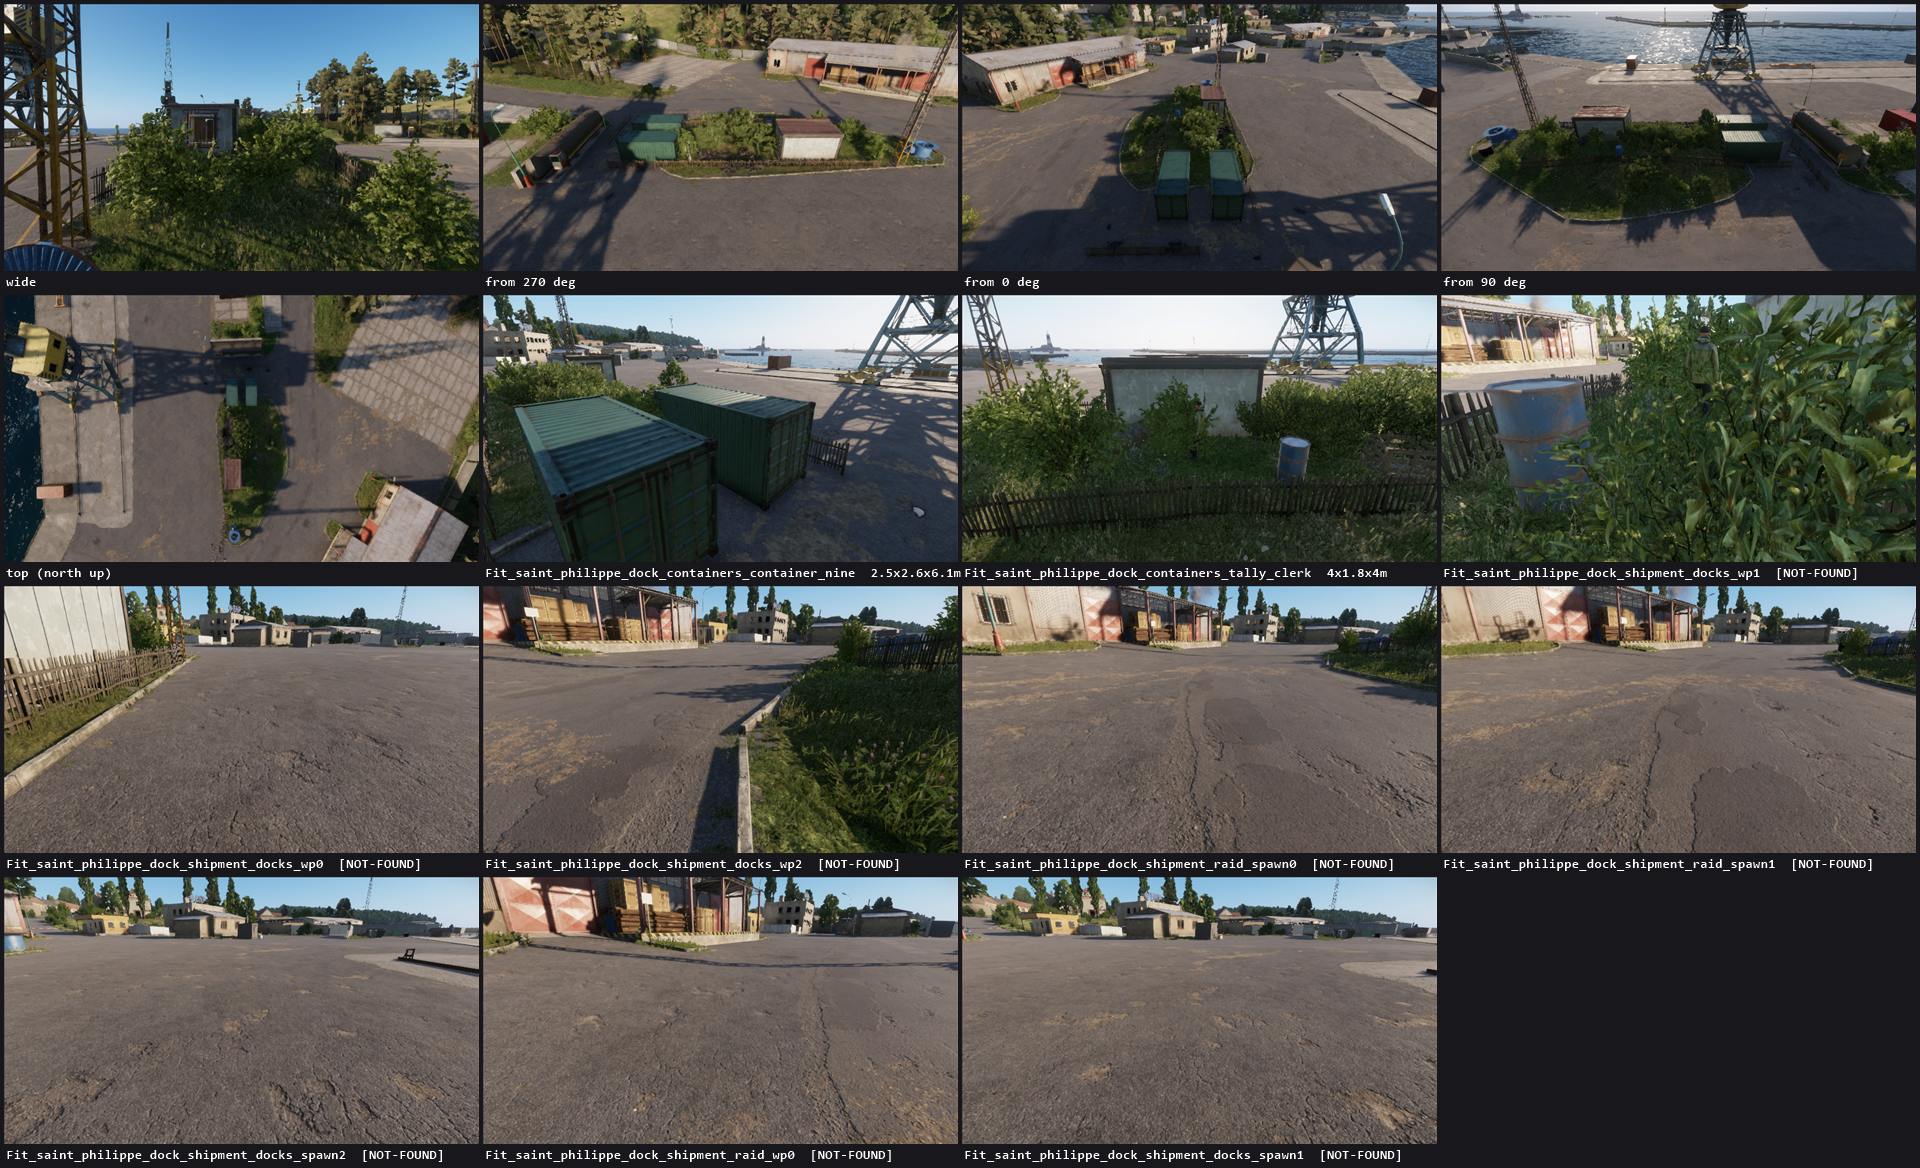 wide
from 270 deg
from 0 deg
from 90 deg
top (north up)
Fit_saint_philippe_dock_containers_container_nine  2.5x2.6x6.1m
Fit_saint_philippe_dock_containers_tally_clerk  4x1.8x4m
Fit_saint_philippe_dock_shipment_docks_wp1  [NOT-FOUND]
Fit_saint_philippe_dock_shipment_docks_wp0  [NOT-FOUND]
Fit_saint_philippe_dock_shipment_docks_wp2  [NOT-FOUND]
Fit_saint_philippe_dock_shipment_raid_spawn0  [NOT-FOUND]
Fit_saint_philippe_dock_shipment_raid_spawn1  [NOT-FOUND]
Fit_saint_philippe_dock_shipment_docks_spawn2  [NOT-FOUND]
Fit_saint_philippe_dock_shipment_raid_wp0  [NOT-FOUND]
Fit_saint_philippe_dock_shipment_docks_spawn1  [NOT-FOUND]